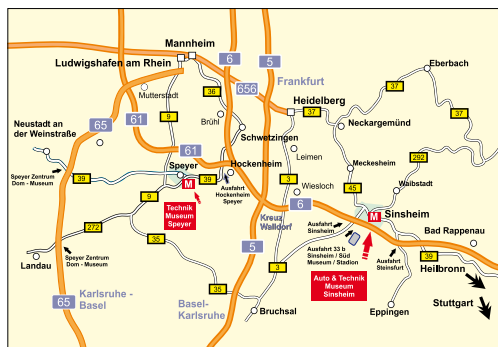 Mannheim
Ludwigshafen am Rhein
6
5
Frankfurt
Eberbach
61
Mutterstadt
36
656
37
37
Heidelberg
37
Neustadt an
der Weinstraße
65
61
9
Brühl
Schwetzingen
Neckargemünd
Leimen
61
Hockenheim
Meckesheim
292
Speyer Zentrum
Dom - Museum
39
Speyer
M
39
Ausfahrt
Hockenheim
Speyer
3
Wiesloch
45
Waibstadt
9
Technik
Museum
Speyer
6
Kreuz
Walldorf
M
Sinsheim
272
Ausfahrt
Sinsheim
Bad Rappenau
35
5
Ausfahrt 33 b
Sinsheim / Süd
Museum / Stadion
Ausfahrt
Steinsfurt
39
Landau
Speyer Zentrum
Dom - Museum
3
Heilbronn
Auto & Technik
Museum
Sinsheim
65
Karlsruhe -
Basel
35
Basel-
Karlsruhe
Bruchsal
Eppingen
Stuttgart